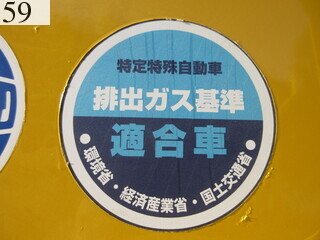 59
特定特殊自動車
排出ガス基準
適合車
●環境省・経済産業省・国土交通省●